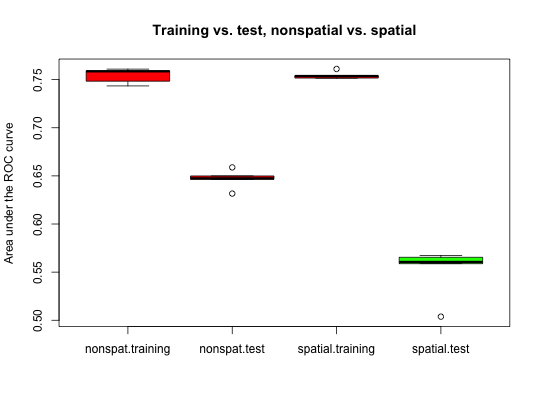 Training vs. test, nonspatial vs. spatial
Area under the ROC curve
0.75
0.70
0.65
0.60
0.55
0.50
nonspat.training nonspat.test spatial.training spatial.test